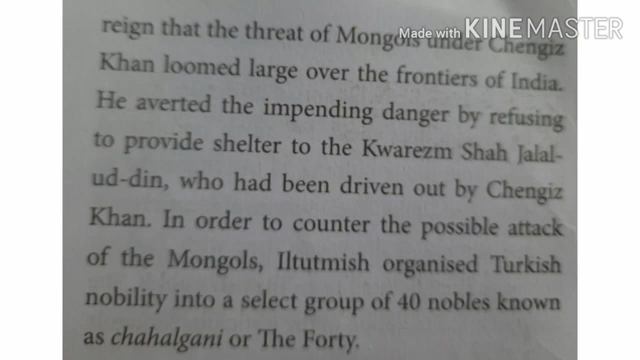 Made with KINEMASTER
reign that the threat of Mongols under Chengiz
Khan loomed large over the frontiers of India.
He averted the impending danger by refusing
to provide shelter to the Kwarezm Shah Jalal-
ud-din, who had been driven out by Chengiz
Khan. In order to counter the possible attack
of the Mongols, Iltutmish organised Turkish
nobility into a select group of 40 nobles known
as chahalgani or The Forty.